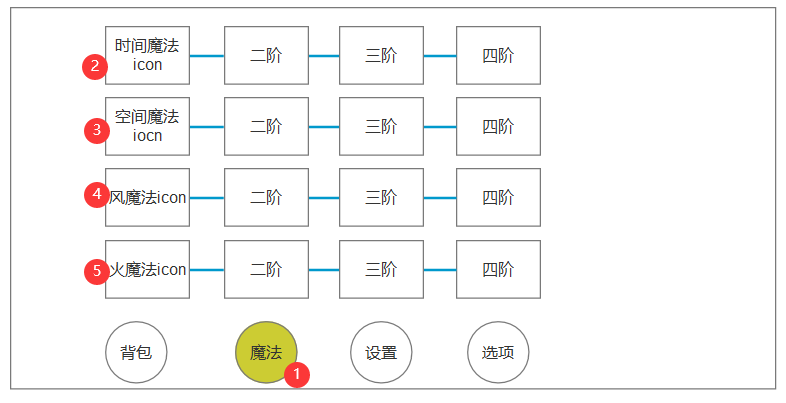 时间魔法
icon
二阶
三阶
四阶
2
空间魔法
iocn
二阶
三阶
四阶
3
4
风魔法icon
二阶
三阶
四阶
5
火魔法icon
二阶
三阶
四阶
背包
魔法
设置
选项
1